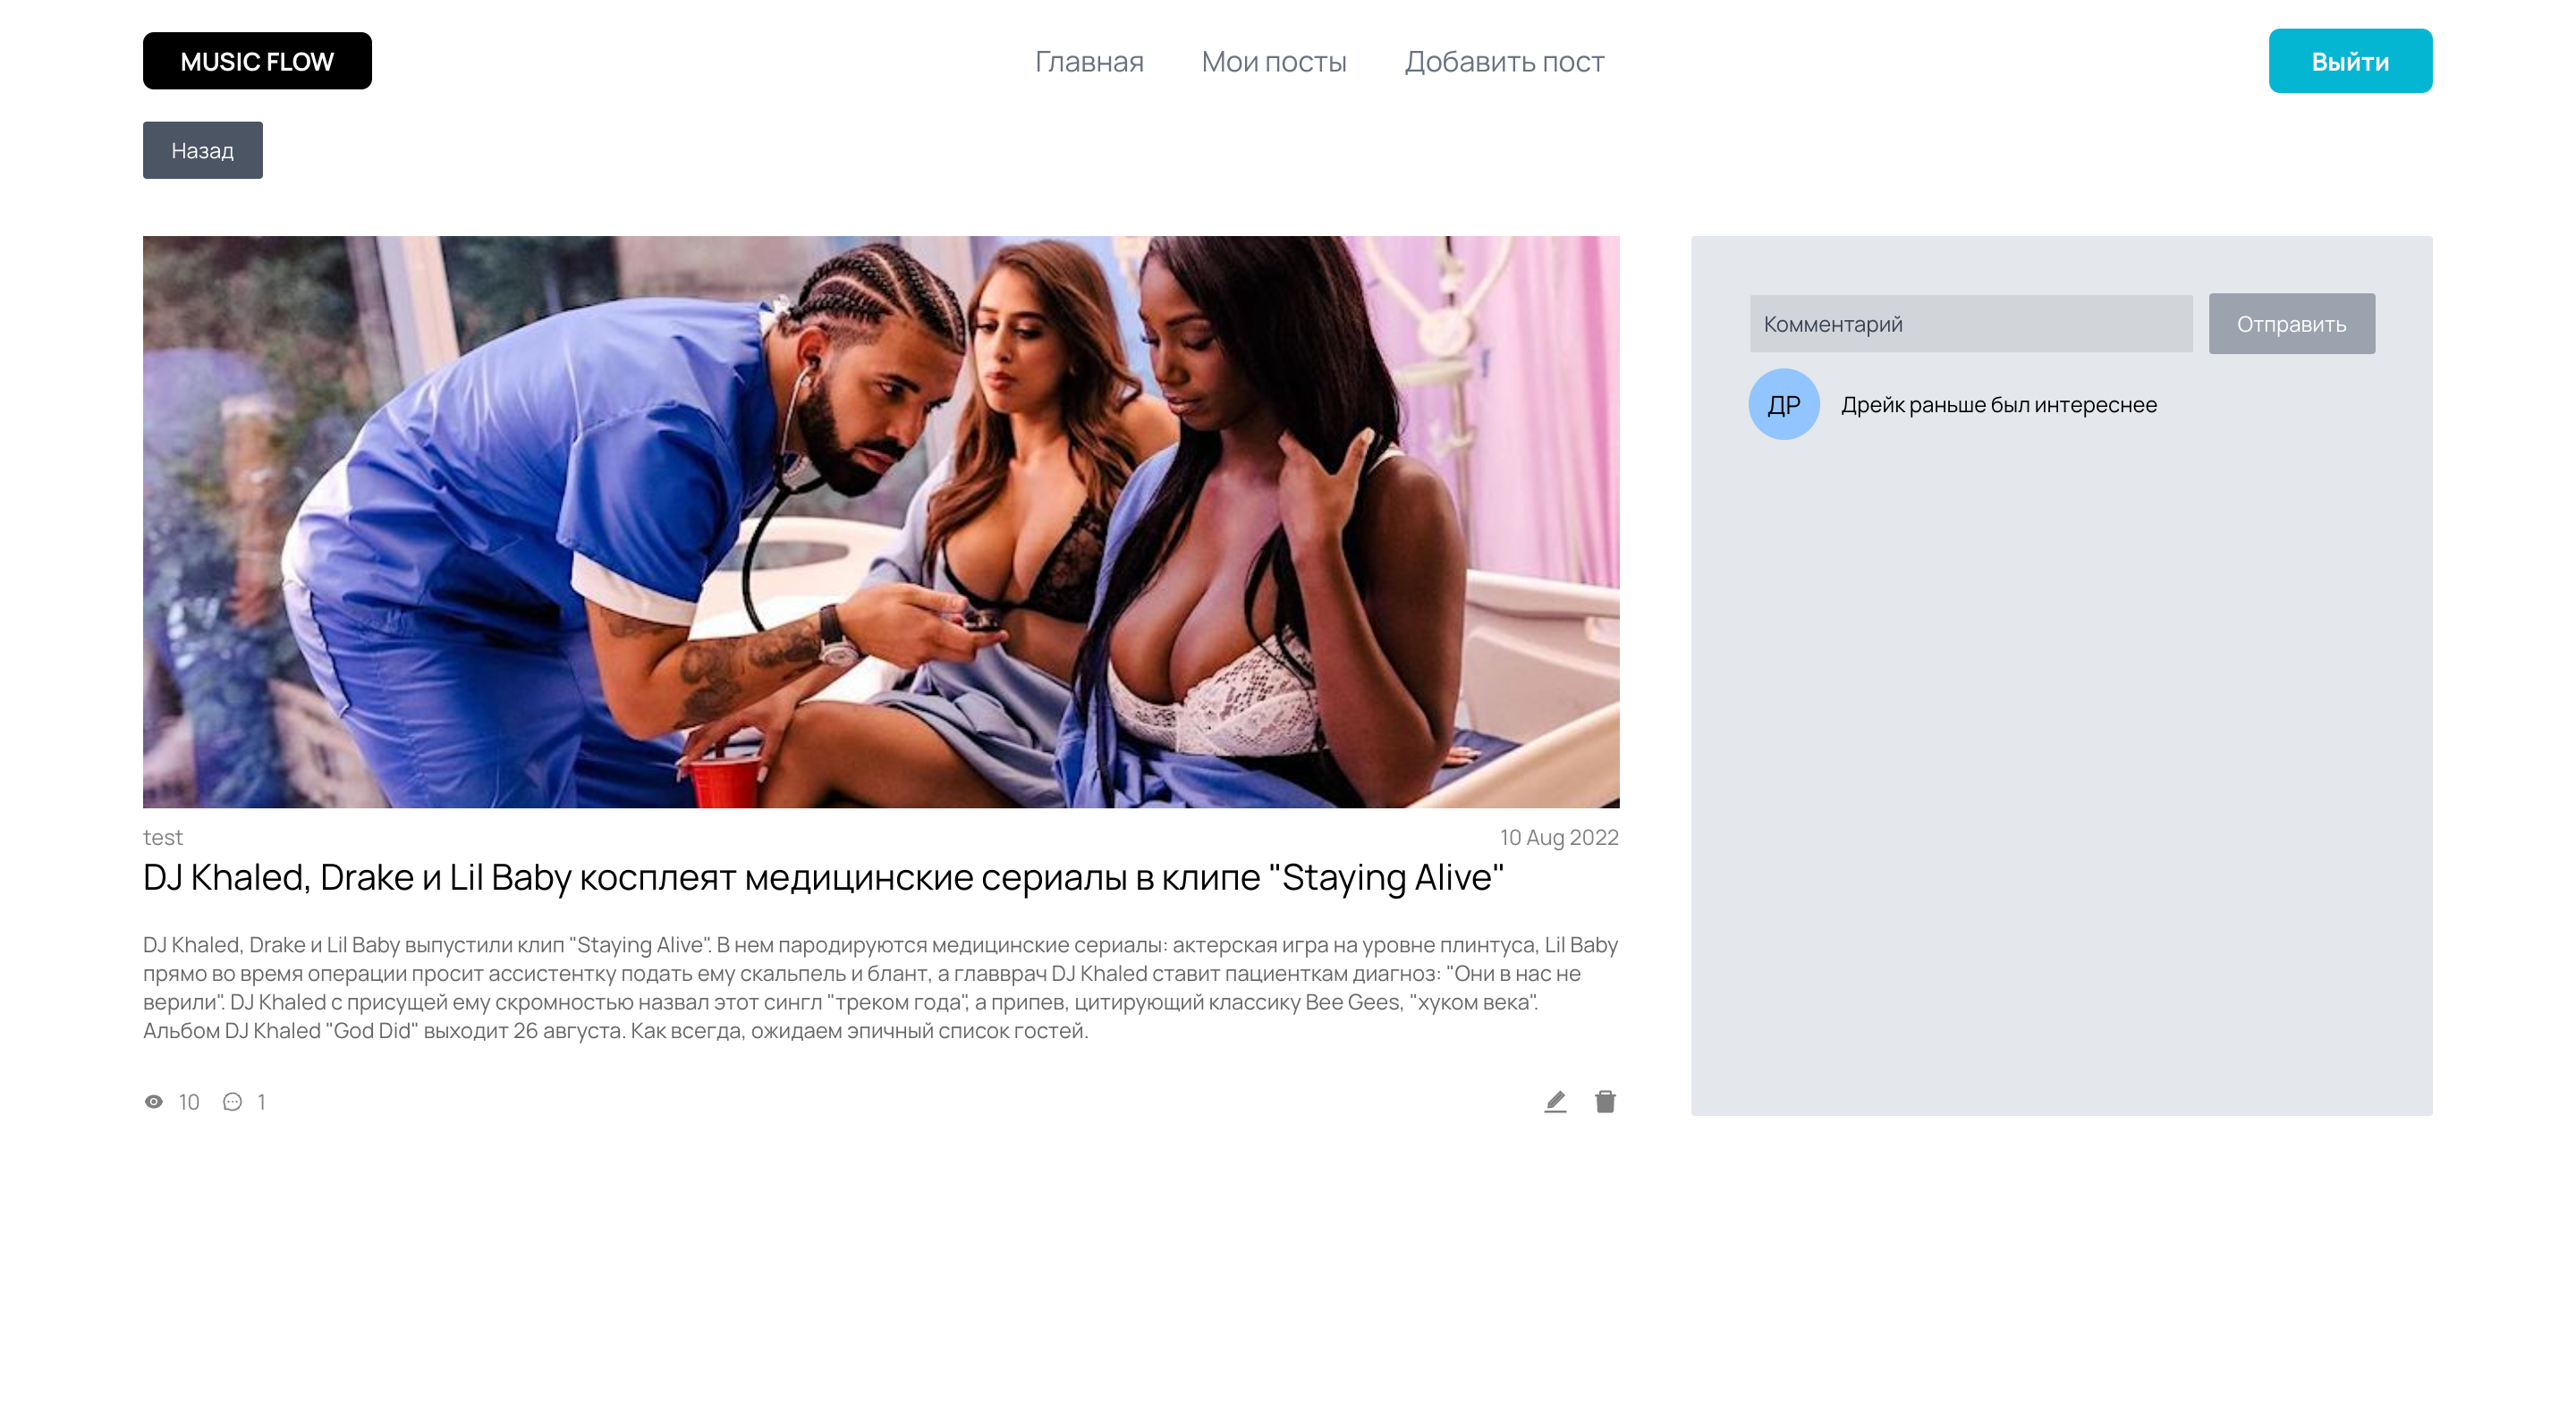 MUSIC FLOW
Главная
Мои посты
Добавить пост
Выйти
Назад
Комментарий
Отправить
ДР
Дрейк раньше был интереснее
test
10 Aug 2022
DJ Khaled, Drake и Lil Baby косплеят медицинские сериалы в клипе "Staying Alive"
DJ Khaled, Drake и Lil Baby выпустили клип "Staying Alive". В нем пародируются медицинские сериалы: актерская игра на уровне плинтуса, Lil Baby
прямо во время операции просит ассистентку подать ему скальпель и блант, а главврач DJ Khaled ставит пациенткам диагноз: "Они в нас не
верили". DJ Khaled с присущей ему скромностью назвал этот сингл "треком года", а припев, цитирующий классику Bee Gees, "хуком века".
Альбом DJ Khaled "God Did" выходит 26 августа. Как всегда, ожидаем эпичный список гостей.
10
1